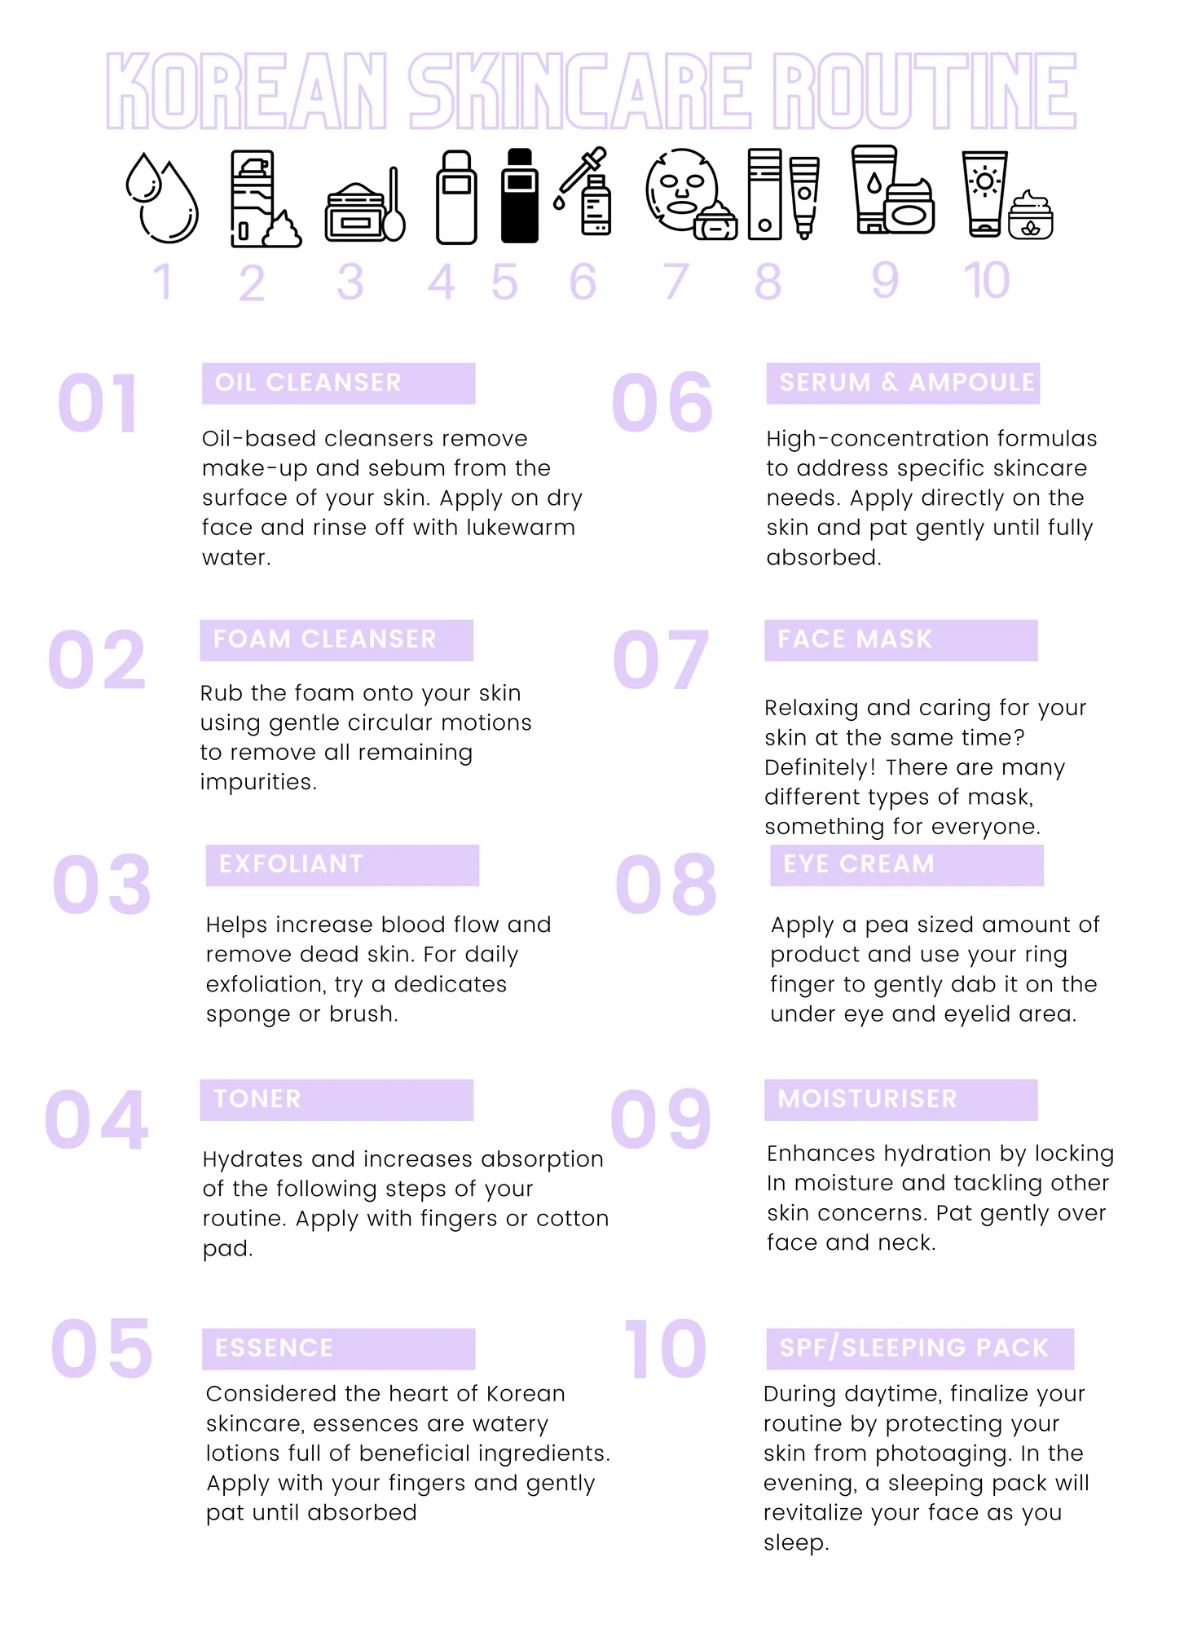 KOREAN SKINCARE ROUTINE
1 2 3 4 5 6 7 8 9 10
01
OIL CLEANSER
Oil-based cleansers remove
make-up and sebum from the
surface of your skin. Apply on dry
face and rinse off with lukewarm
water.
02
FOAM CLEANSER
Rub the foam onto your skin
using gentle circular motions
to remove all remaining
impurities.
03
EXFOLIANT
Helps increase blood flow and
remove dead skin. For daily
exfoliation, try a dedicates
sponge or brush.
04
TONER
Hydrates and increases absorption
of the following steps of your
routine. Apply with fingers or cotton
pad.
05
ESSENCE
Considered the heart of Korean
skincare, essences are watery
lotions full of beneficial ingredients.
Apply with your fingers and gently
pat until absorbed
06
SERUM & AMPOULE
High-concentration formulas
to address specific skincare
needs. Apply directly on the
skin and pat gently until fully
absorbed.
07
FACE MASK
Relaxing and caring for your
skin at the same time?
Definitely! There are many
different types of mask,
something for everyone.
08
EYE CREAM
Apply a pea sized amount of
product and use your ring
finger to gently dab it on the
under eye and eyelid area.
09
MOISTURISER
Enhances hydration by locking
In moisture and tackling other
skin concerns. Pat gently over
face and neck.
10
SPF/SLEEPING PACK
During daytime, finalize your
routine by protecting your
skin from photoaging. In the
evening, a sleeping pack will
revitalize your face as you
sleep.